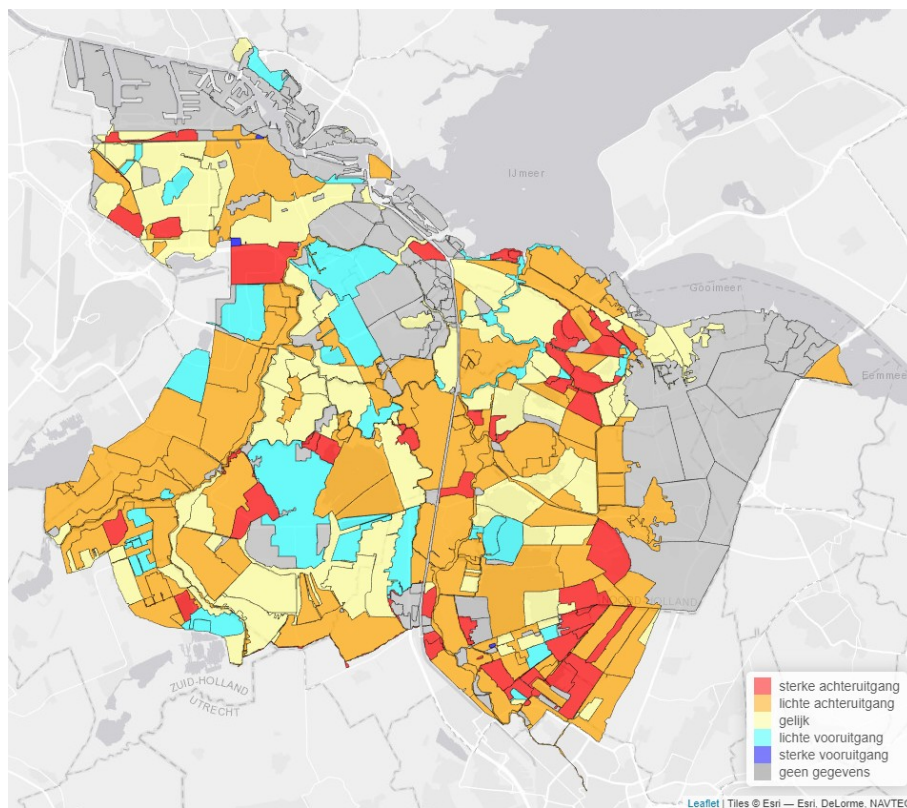 IJmeer
Gooimeer
Eemmeer
ZUID-HOLLAND
UTRECHT
sterke achteruitgang
lichte achteruitgang
gelijk
lichte vooruitgang
sterke vooruitgang
geen gegevens
Leaflet | Tiles © Esri — Esri, DeLorme, NAVTEQ